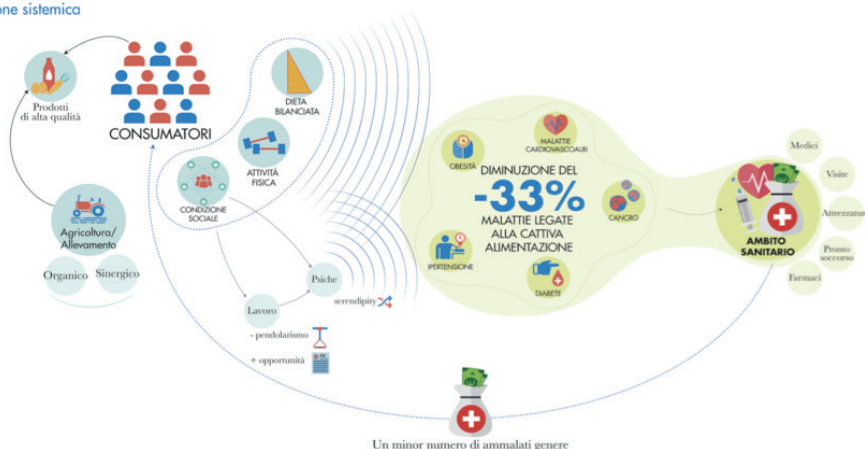 one sistemica
Prodotti
di alta qualità
CONSUMATORI
DIETA
BILANCIATA
ATTIVITÀ
FISICA
CONDIZIONE
SOCIALE
Agricoltura/
Allevamento
Organico
Sinergico
Psiche
serendipity
Lavoro
- pendolarismo
+ opportunità
OBESITÀ
MALATTIE
CARDIOVASCOALRI
DIMINUZIONE DEL
-33%
MALATTIE LEGATE
ALLA CATTIVA
ALIMENTAZIONE
CANCRO
IPERTENSIONE
DIABETE
AMBITO
SANITARIO
Medici
Visite
Attrezzatur
Pronto
soccorso
Farmaci
Un minor numero di ammalati genere